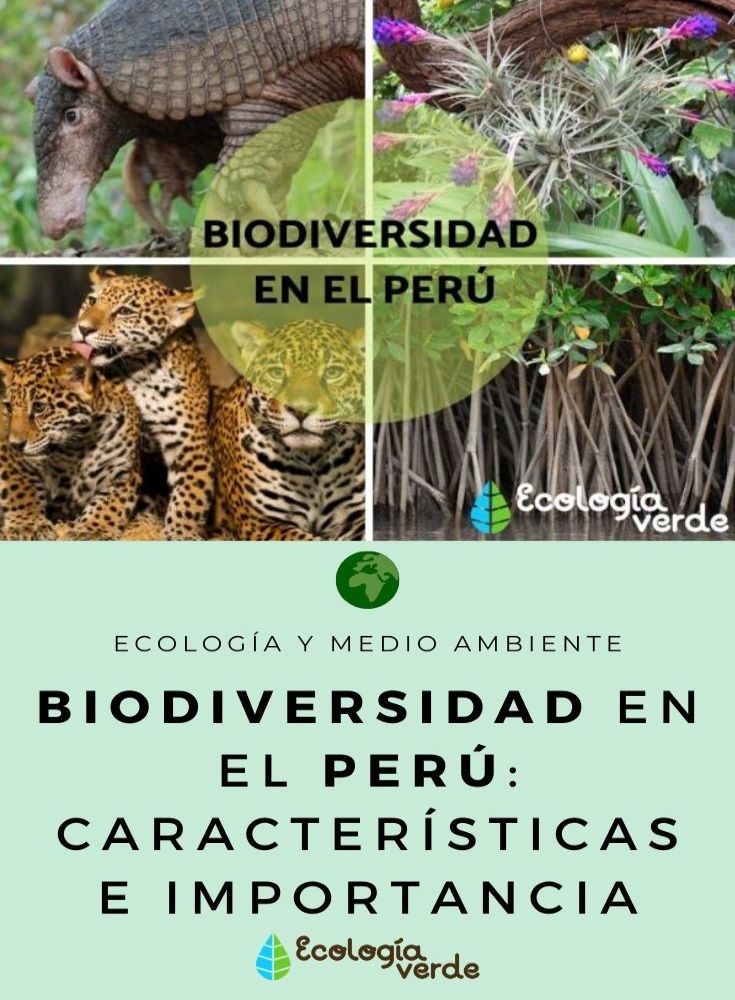 BIODIVERSIDAD
EN EL PERÚ
Ecología
verde
ECOLOGÍA Y MEDIO AMBIENTE
BIODIVERSIDAD EN
EL PERÚ:
CARACTERÍSTICAS
E IMPORTANCIA
Ecología
verde